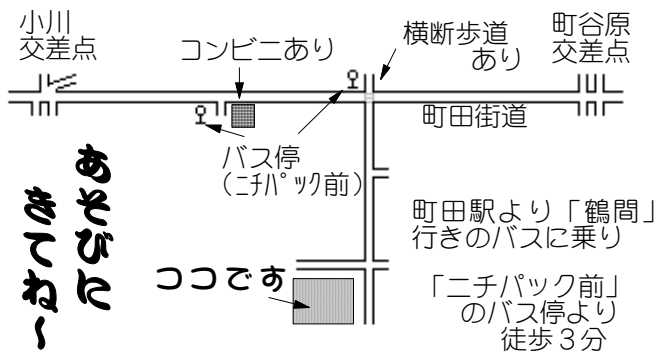 小川
交差点
コンビニあり
横断歩道
あり
町谷原
交差点
町田街道
バス停
(ニチパック前)
あそびに
きてね～
ココです
町田駅より「鶴間」
行きのバスに乗り
「ニチパック前」
のバス停より
徒歩３分